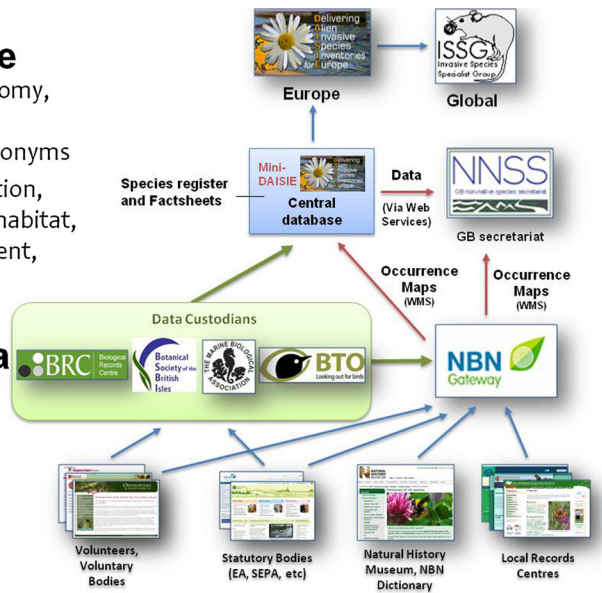 Delivering
Alien
Invasive
Species
Inventories
for Europe
ISSG
Invasive Species
Specialist Group
e
omy,
Europe
Global
onyms
tion,
habitat,
ent,
Species register
and Factsheets
Mini-
DAISIE
Delivering
Alien
Invasive
Species
Inventories
for Europe
Central
database
Data
(Via Web
Services)
NNSS
GB non-native species secretariat
GB secretariat
Occurrence
Maps
(WMS)
Occurrence
Maps
(WMS)
a
Data Custodians
BRC
Biological
Records
Centre
Botanical
Society of the
British
Isles
THE MARINE BIOLOGICAL
ASSOCIATION
BTO
Looking out for birds
NBN
Gateway
NATURAL
HISTORY
MUSEUM
Volunteers,
Voluntary
Bodies
Statutory Bodies
(EA, SEPA, etc)
Natural History
Museum, NBN
Dictionary
Local Records
Centres